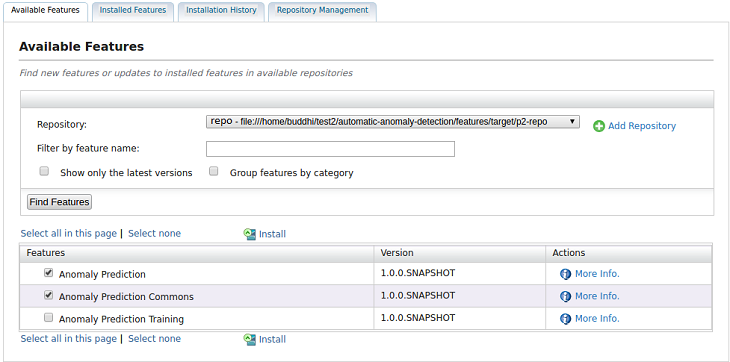 Available Features Installed Features Installation History Repository Management
Available Features
Find new features or updates to installed features in available repositories
Repository: repo - file:///home/buddhi/test2/automatic-anomaly-detection/features/target/p2-repo Add Repository
Filter by feature name:
Show only the latest versions Group features by category
Find Features
Select all in this page | Select none Install
Features Version Actions
Anomaly Prediction 1.0.0.SNAPSHOT More Info.
Anomaly Prediction Commons 1.0.0.SNAPSHOT More Info.
Anomaly Prediction Training 1.0.0.SNAPSHOT More Info.
Select all in this page | Select none Install